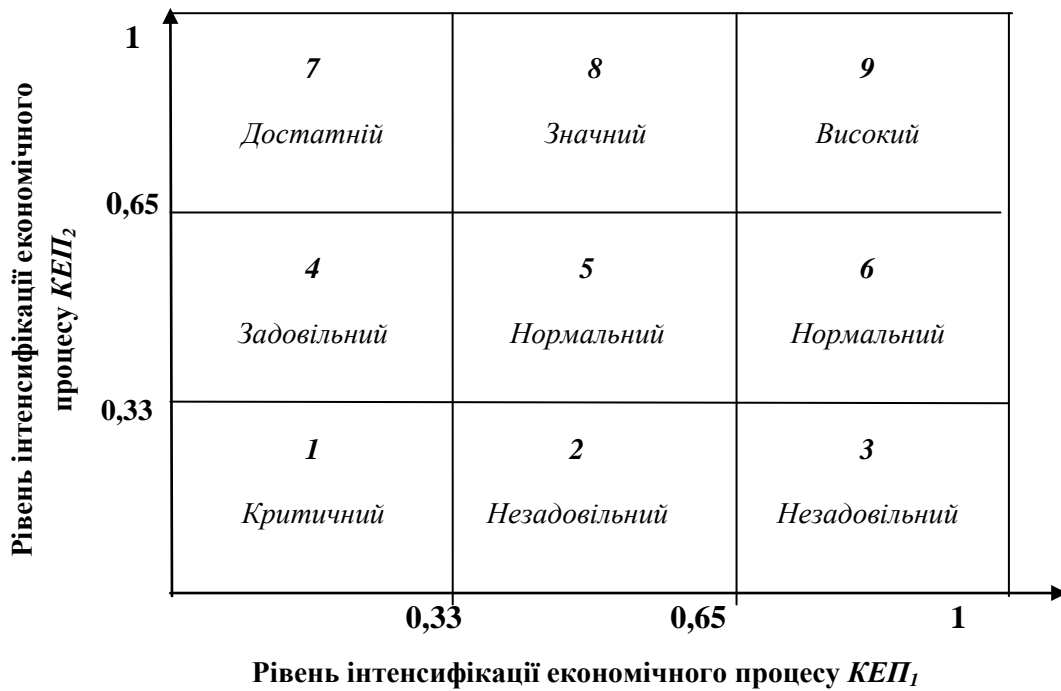 Рівень інтенсифікації економічного
процесу КЕП2
1
7
8
9
Достатній
Значний
Високий
0,65
4
5
6
Задовільний
Нормальний
Нормальний
0,33
1
2
3
Критичний
Незадовільний
Незадовільний
0,33
0,65
1
Рівень інтенсифікації економічного процесу КЕП1